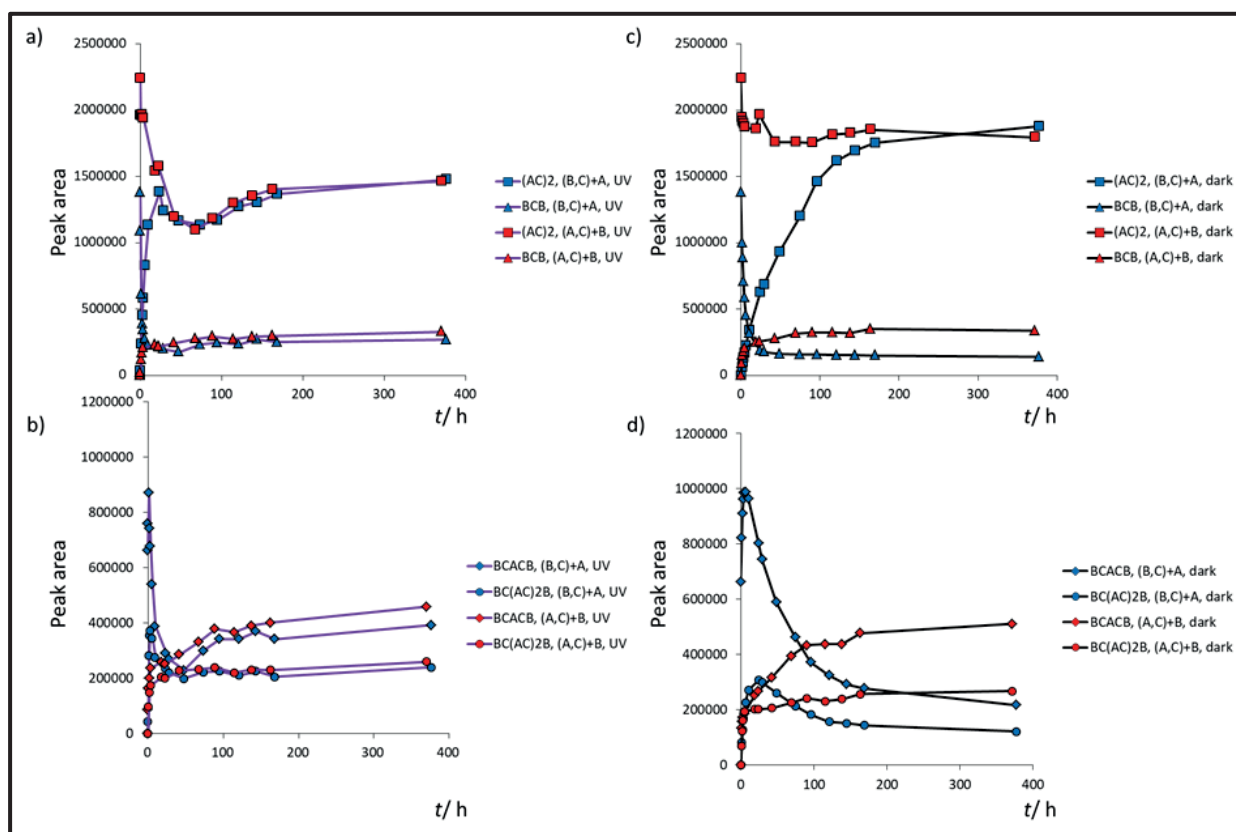 a)
Peak area
2500000
2000000
1500000
1000000
500000
0
0
100
200
300
400
t/ h
(AC)2, (B,C)+A, UV
BCB, (B,C)+A, UV
(AC)2, (A,C)+B, UV
BCB, (A,C)+B, UV
c)
Peak area
2500000
2000000
1500000
1000000
500000
0
0
100
200
300
400
t/ h
(AC)2, (B,C)+A, dark
BCB, (B,C)+A, dark
(AC)2, (A,C)+B, dark
BCB, (A,C)+B, dark
b)
Peak area
1200000
1000000
800000
600000
400000
200000
0
0
100
200
300
400
t/ h
BCACB, (B,C)+A, UV
BC(AC)2B, (B,C)+A, UV
BCACB, (A,C)+B, UV
BC(AC)2B, (A,C)+B, UV
d)
Peak area
1200000
1000000
800000
600000
400000
200000
0
0
100
200
300
400
t/ h
BCACB, (B,C)+A, dark
BC(AC)2B, (B,C)+A, dark
BCACB, (A,C)+B, dark
BC(AC)2B, (A,C)+B, dark